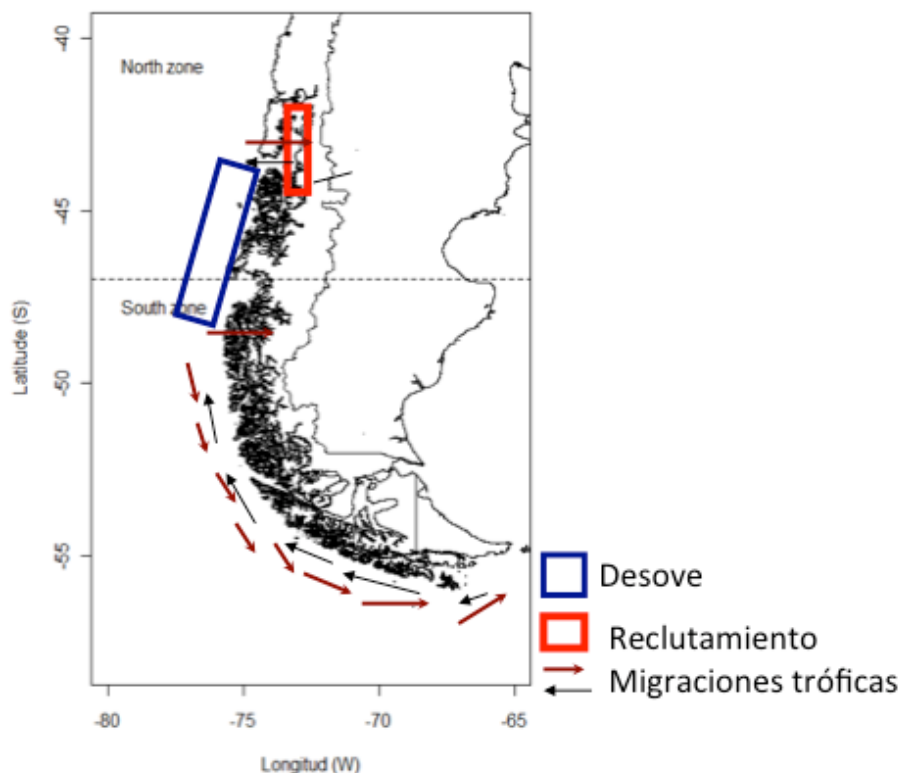 -40
North zone
-45
South zone
-50
-55
Latitude (S)
-80
-75
-70
-65
Longitud (W)
Desove
Reclutamiento
Migraciones tróficas